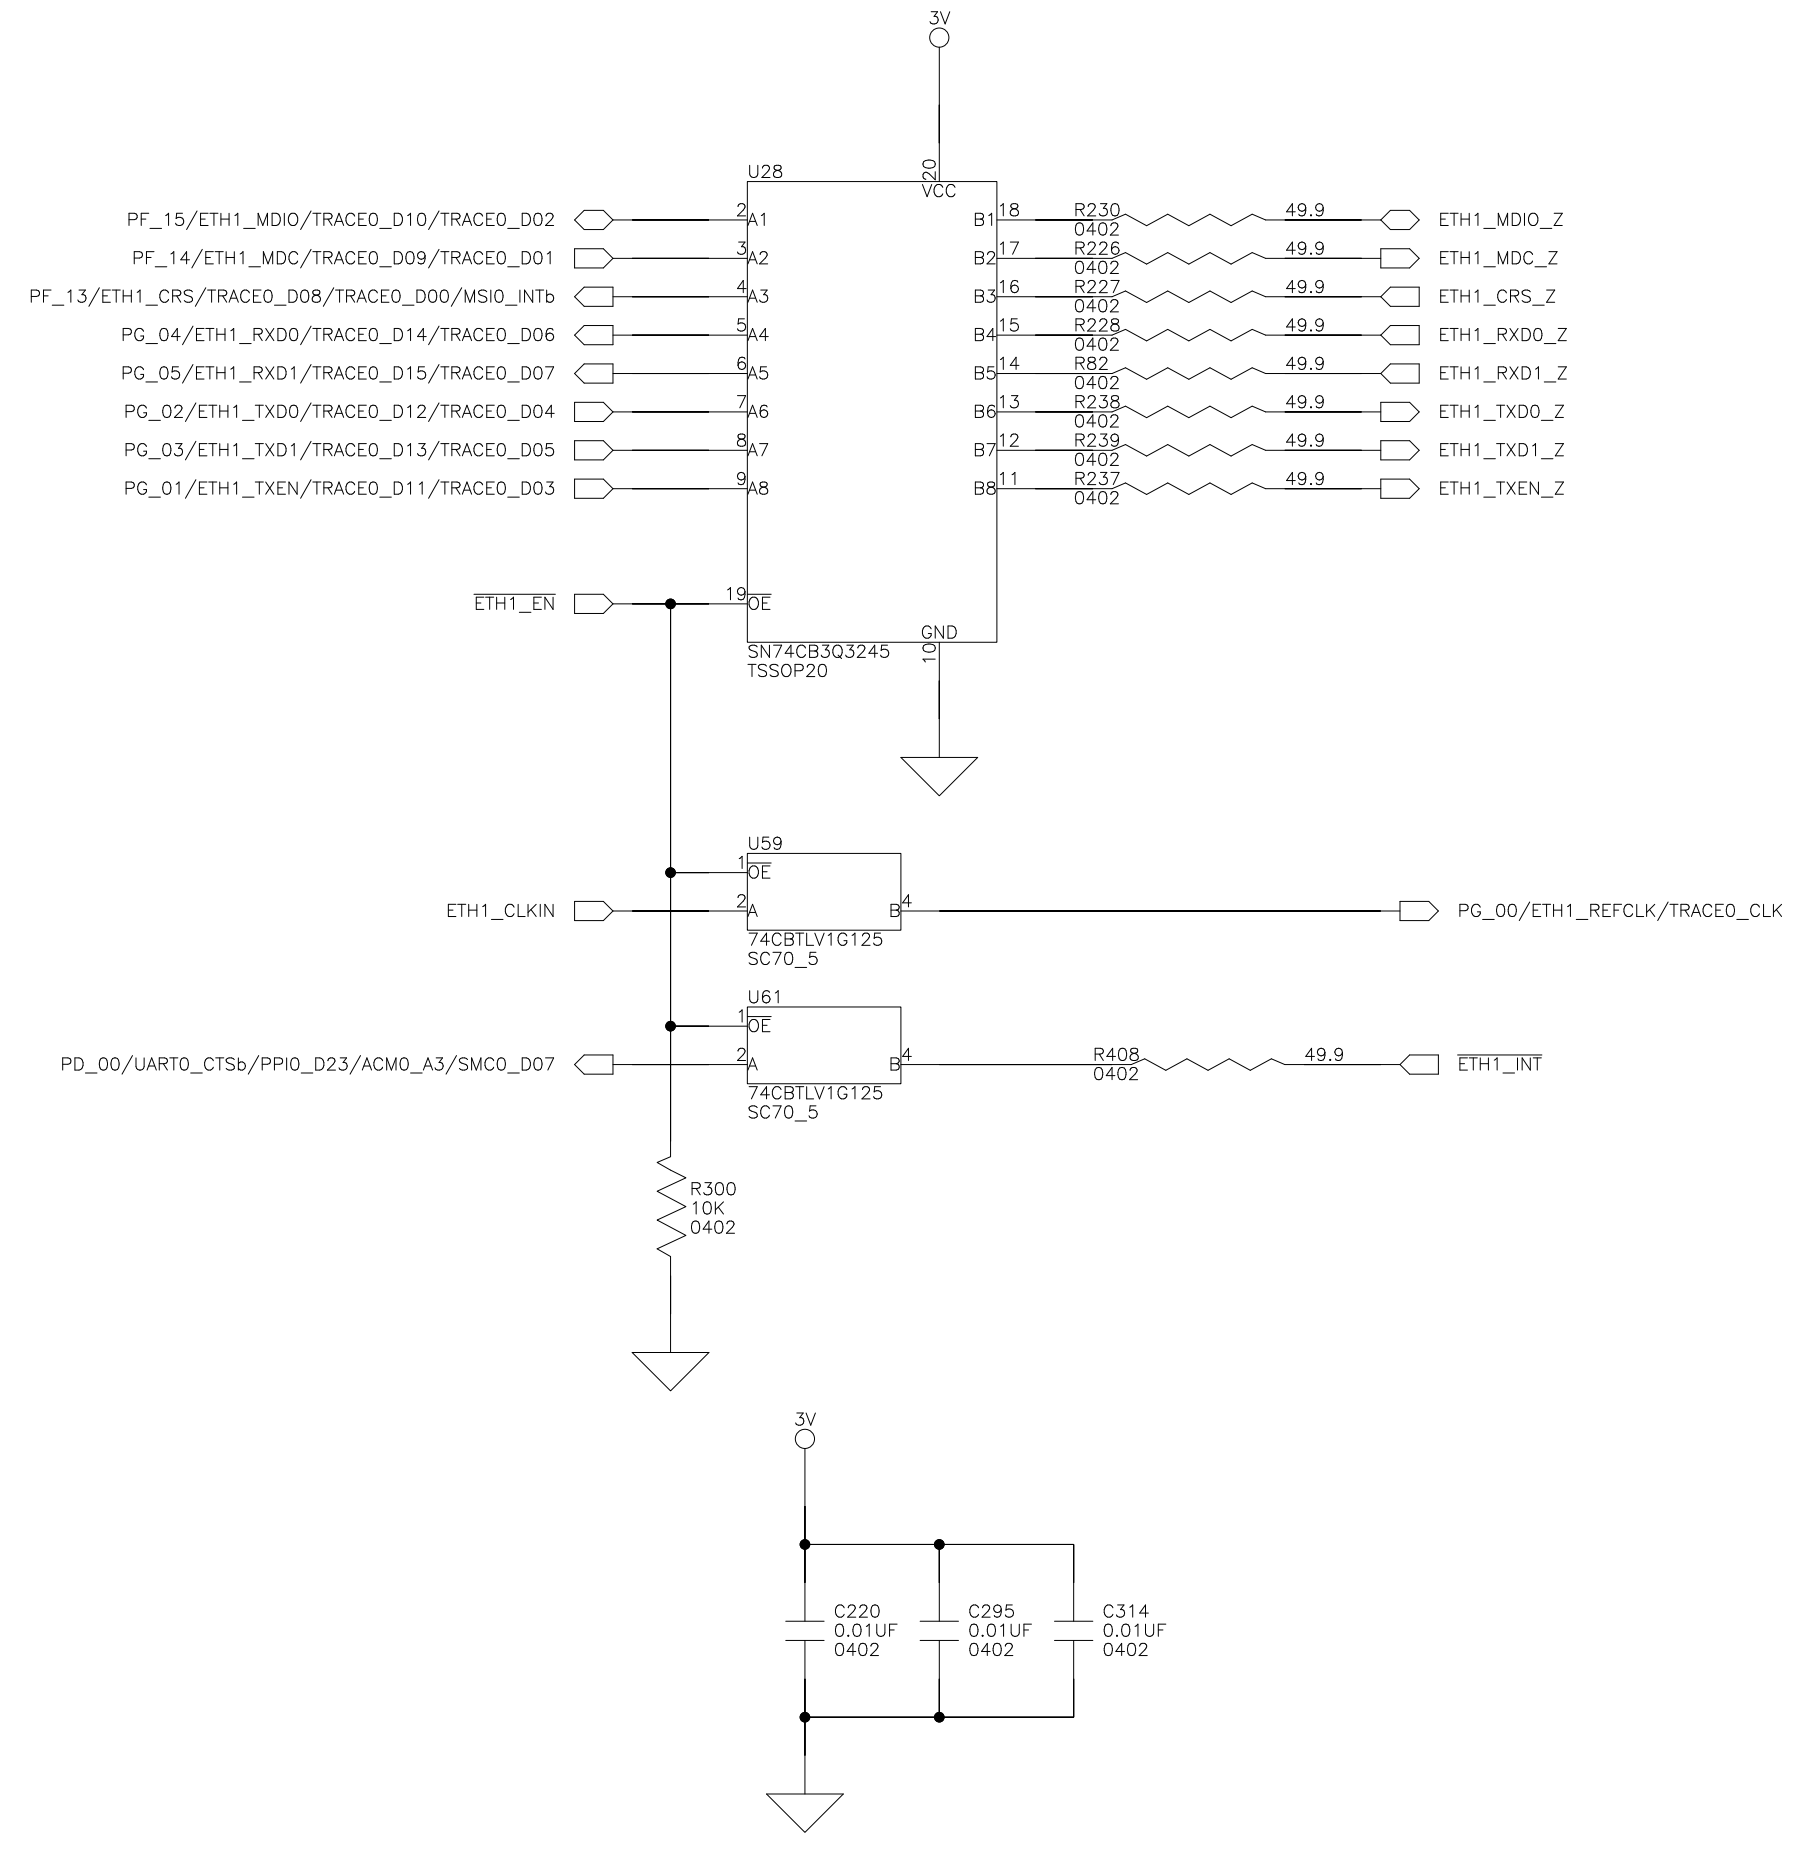 3V
20
U28
VCC
PF_15/ETH1_MDIO/TRACE0_D10/TRACE0_D02 2 A1 B1 18 R230 49.9 ETH1_MDIO_Z
0402
PF_14/ETH1_MDC/TRACE0_D09/TRACE0_D01 3 A2 B2 17 R226 49.9 ETH1_MDC_Z
0402
PF_13/ETH1_CRS/TRACE0_D08/TRACE0_D00/MSI0_INTb 4 A3 B3 16 R227 49.9 ETH1_CRS_Z
0402
PG_04/ETH1_RXD0/TRACE0_D14/TRACE0_D06 5 A4 B4 15 R228 49.9 ETH1_RXD0_Z
0402
PG_05/ETH1_RXD1/TRACE0_D15/TRACE0_D07 6 A5 B5 14 R82 49.9 ETH1_RXD1_Z
0402
PG_02/ETH1_TXD0/TRACE0_D12/TRACE0_D04 7 A6 B6 13 R238 49.9 ETH1_TXD0_Z
0402
PG_03/ETH1_TXD1/TRACE0_D13/TRACE0_D05 8 A7 B7 12 R239 49.9 ETH1_TXD1_Z
0402
PG_01/ETH1_TXEN/TRACE0_D11/TRACE0_D03 9 A8 B8 11 R237 49.9 ETH1_TXEN_Z
0402
ETH1_EN 19 OE
GND
10
SN74CB3Q3245
TSSOP20
U59
1 OE
ETH1_CLKIN 2 A B 4 PG_00/ETH1_REFCLK/TRACE0_CLK
74CBTLV1G125
SC70_5
U61
1 OE
PD_00/UART0_CTSb/PPI0_D23/ACM0_A3/SMC0_D07 2 A B 4 R408 49.9 ETH1_INT
0402
74CBTLV1G125
SC70_5
R300
10K
0402
3V
C220 C295 C314
0.01UF 0.01UF 0.01UF
0402 0402 0402